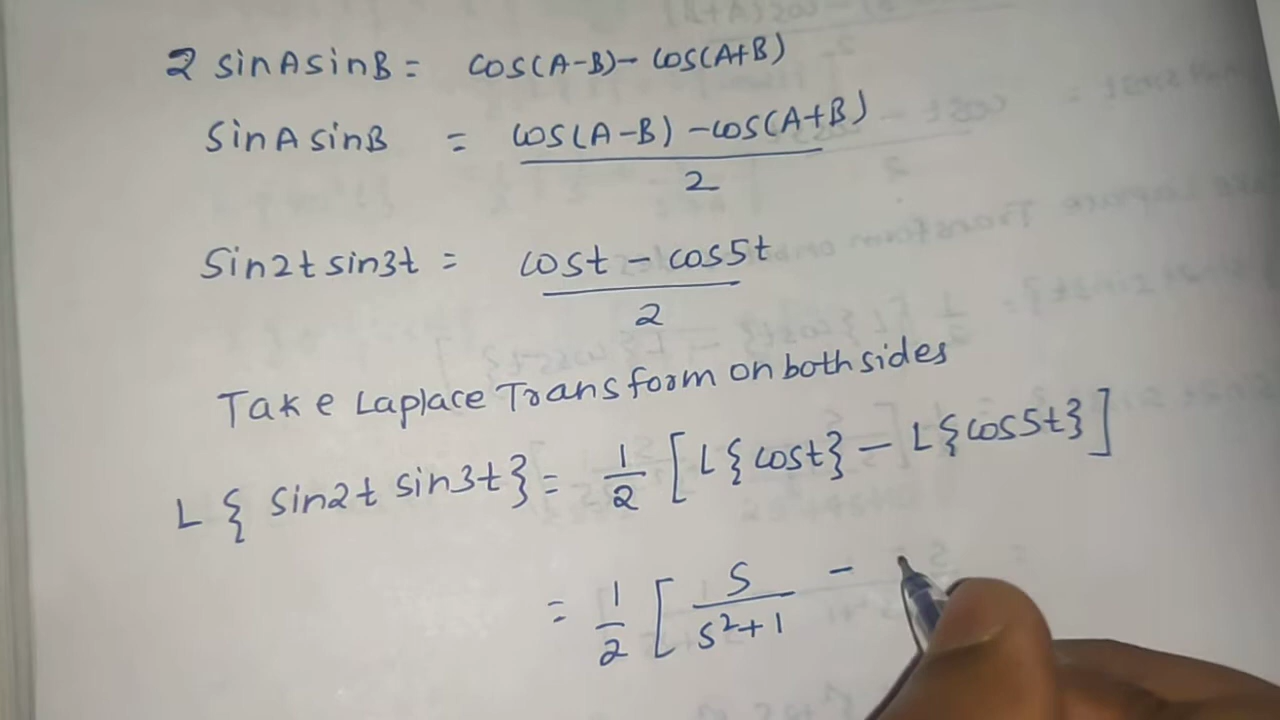 2 sinAsinB = cos(A-B)- cos(A+B)
SinA sinB = cos(A-B) -cos(A+B) / 2
Sin2t sin3t = cost - cos5t / 2
Take Laplace Transform on both sides
L{ sin2t sin3t} = 1/2 [L{cost} - L{cos5t}]
= 1/2 [ S/S²+1 -